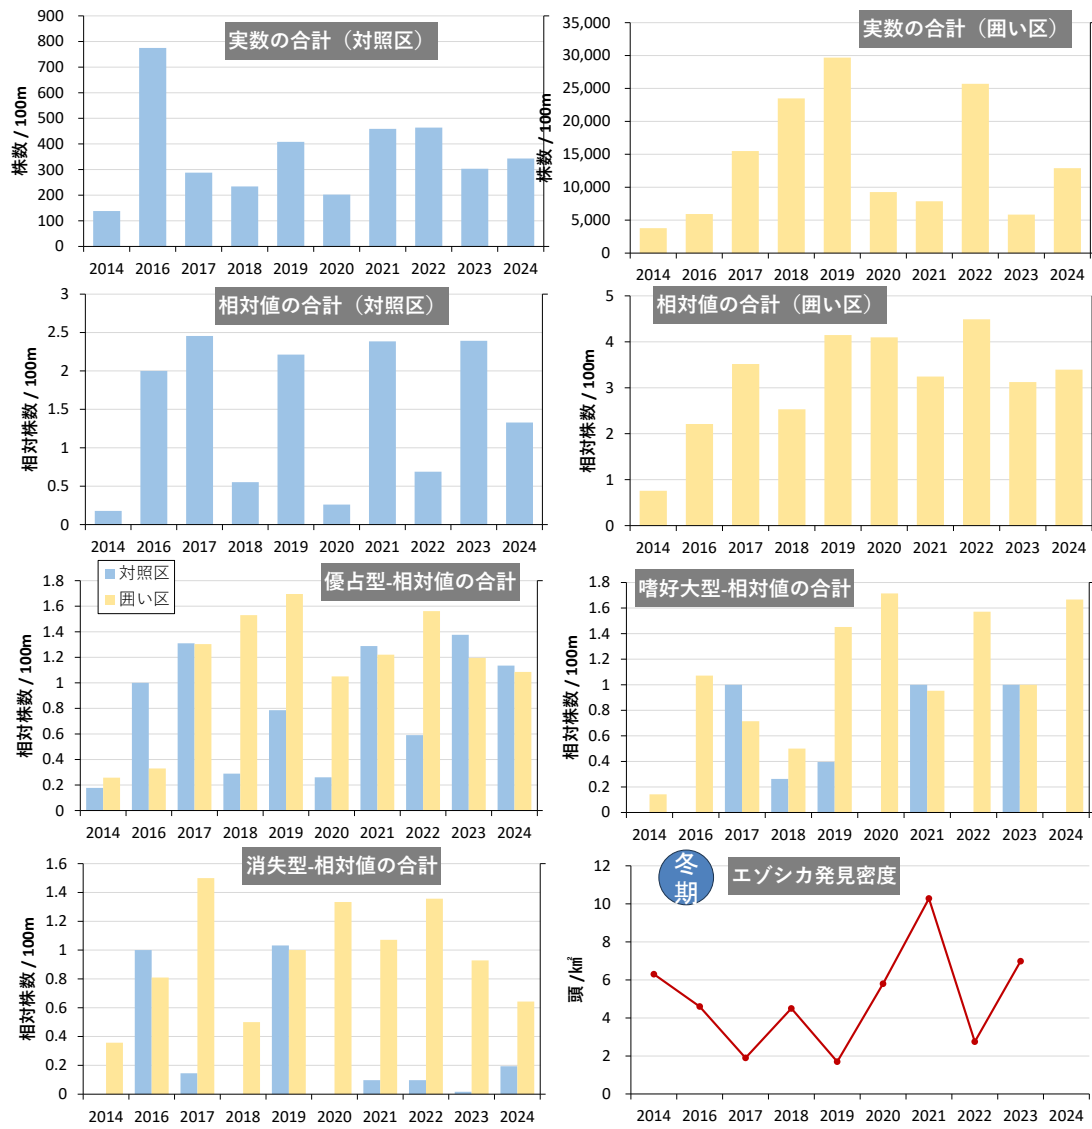 実数の合計（対照区）
株数 / 100m
900
800
700
600
500
400
300
200
100
0
2014 2016 2017 2018 2019 2020 2021 2022 2023 2024
実数の合計（囲い区）
株数 / 100m
35,000
30,000
25,000
20,000
15,000
10,000
5,000
0
2014 2016 2017 2018 2019 2020 2021 2022 2023 2024
相対値の合計（対照区）
相対株数 / 100m
3
2.5
2
1.5
1
0.5
0
2014 2016 2017 2018 2019 2020 2021 2022 2023 2024
相対値の合計（囲い区）
相対株数 / 100m
5
4
3
2
1
0
2014 2016 2017 2018 2019 2020 2021 2022 2023 2024
対照区
囲い区
優占型-相対値の合計
相対株数 / 100m
1.8
1.6
1.4
1.2
1
0.8
0.6
0.4
0.2
0
2014 2016 2017 2018 2019 2020 2021 2022 2023 2024
嗜好大型-相対値の合計
相対株数 / 100m
1.8
1.6
1.4
1.2
1
0.8
0.6
0.4
0.2
0
2014 2016 2017 2018 2019 2020 2021 2022 2023 2024
消失型-相対値の合計
相対株数 / 100m
1.6
1.4
1.2
1
0.8
0.6
0.4
0.2
0
2014 2016 2017 2018 2019 2020 2021 2022 2023 2024
冬期
エゾシカ発見密度
頭 /㎢
12
10
8
6
4
2
0
2014 2016 2017 2018 2019 2020 2021 2022 2023 2024